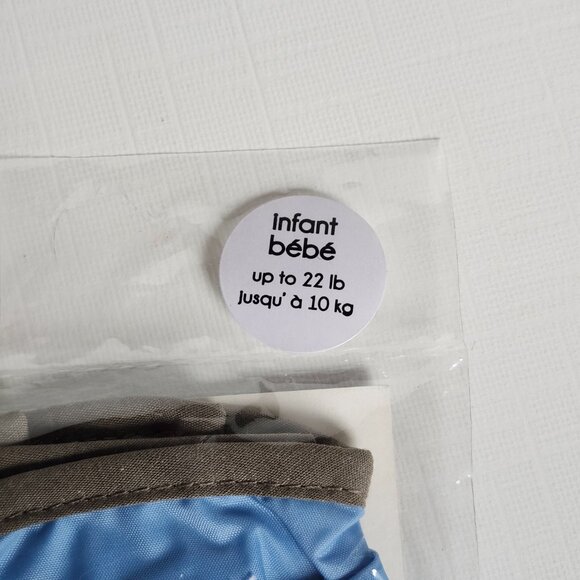 infant
bébé
up to 22 lb
jusqu' à 10 kg